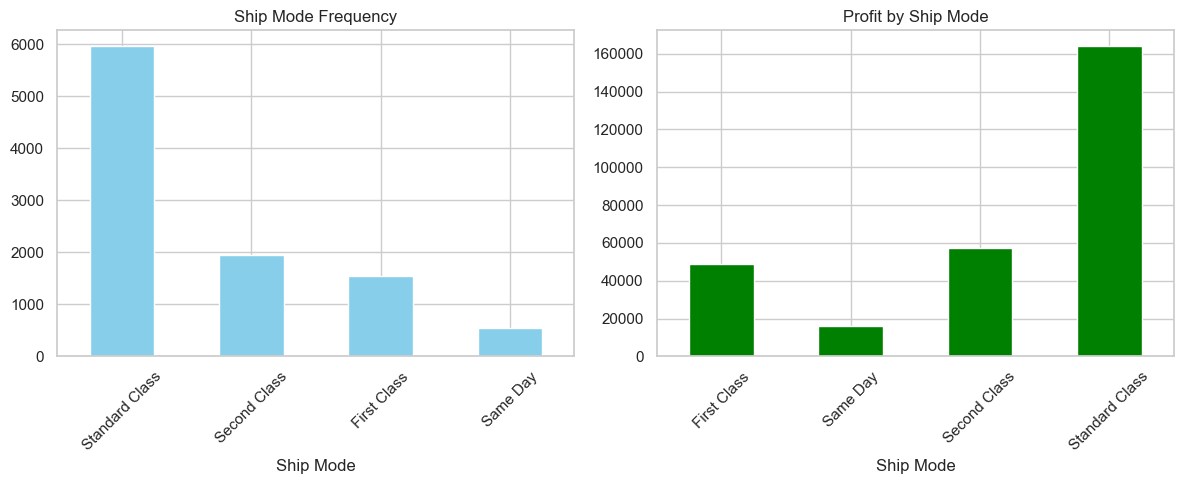 Ship Mode Frequency
6000
5000
4000
3000
2000
1000
0
Standard Class
Second Class
First Class
Same Day
Ship Mode
Profit by Ship Mode
160000
140000
120000
100000
80000
60000
40000
20000
0
First Class
Same Day
Second Class
Standard Class
Ship Mode